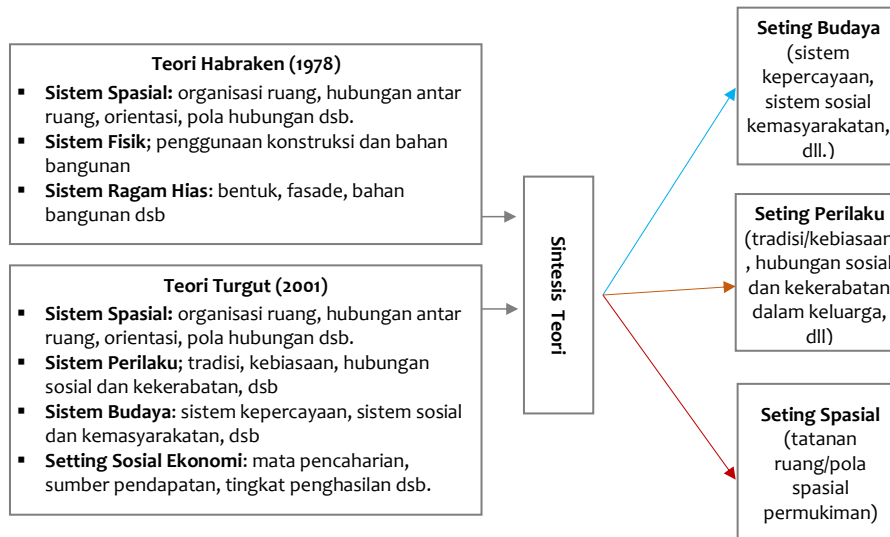 Teori Habraken (1978)
▪ Sistem Spasial: organisasi ruang, hubungan antar
ruang, orientasi, pola hubungan dsb.
▪ Sistem Fisik; penggunaan konstruksi dan bahan
bangunan
▪ Sistem Ragam Hias: bentuk, fasade, bahan
bangunan dsb
Teori Turgut (2001)
▪ Sistem Spasial: organisasi ruang, hubungan antar
ruang, orientasi, pola hubungan dsb.
▪ Sistem Perilaku; tradisi, kebiasaan, hubungan
sosial dan kekerabatan, dsb
▪ Sistem Budaya: sistem kepercayaan, sistem sosial
dan kemasyarakatan, dsb
▪ Setting Sosial Ekonomi: mata pencaharian,
sumber pendapatan, tingkat penghasilan dsb.
Sintesis Teori
Seting Budaya
(sistem
kepercayaan,
sistem sosial
kemasyarakatan,
dll.)
Seting Perilaku
(tradisi/kebiasaan
, hubungan sosial
dan kekerabatan
dalam keluarga,
dll)
Seting Spasial
(tatanan
ruang/pola
spasial
permukiman)